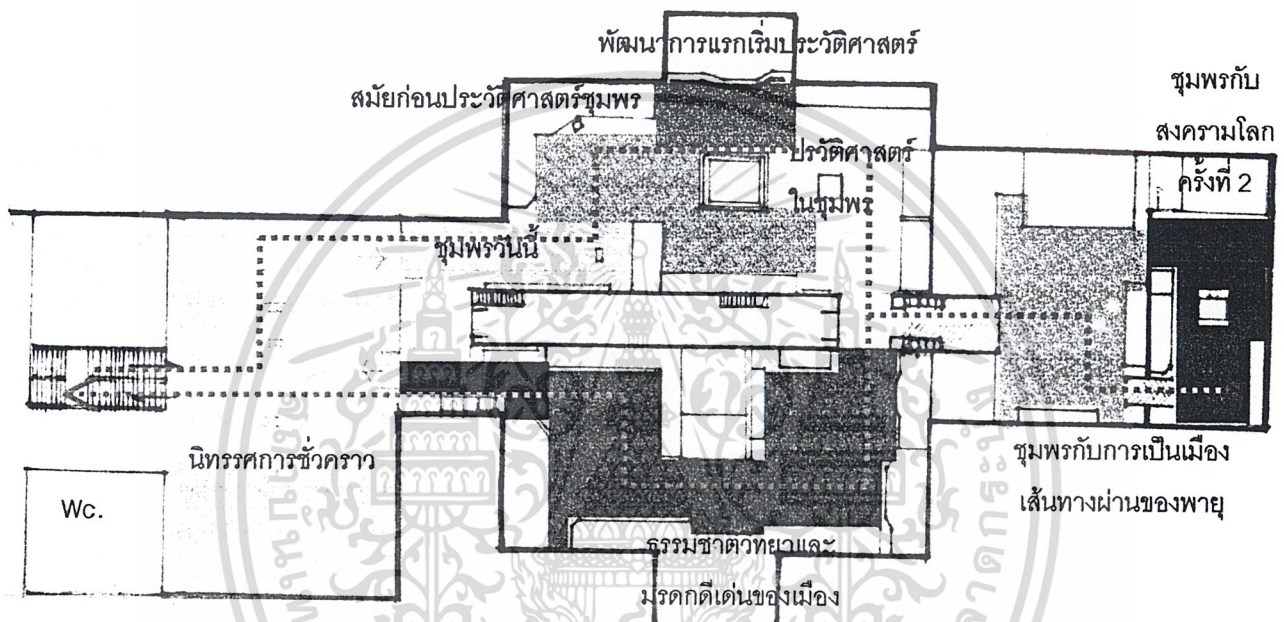 พัฒนาการแรกเริ่มประวัติศาสตร์
สมัยก่อนประวัติศาสตร์ชุมพร
ชุมพรกับ
สงครามโลก
ครั้งที่ 2
ปรวัติศาสตร์
ในชุมพร
ชุมพรวันนี้
นิทรรศการชั่วคราว
Wc.
ชุมพรกับการเป็นเมือง
เส้นทางผ่านของพายุ
ธรรมชาติวิทยาและ
มรดกดีเด่นของเมือง